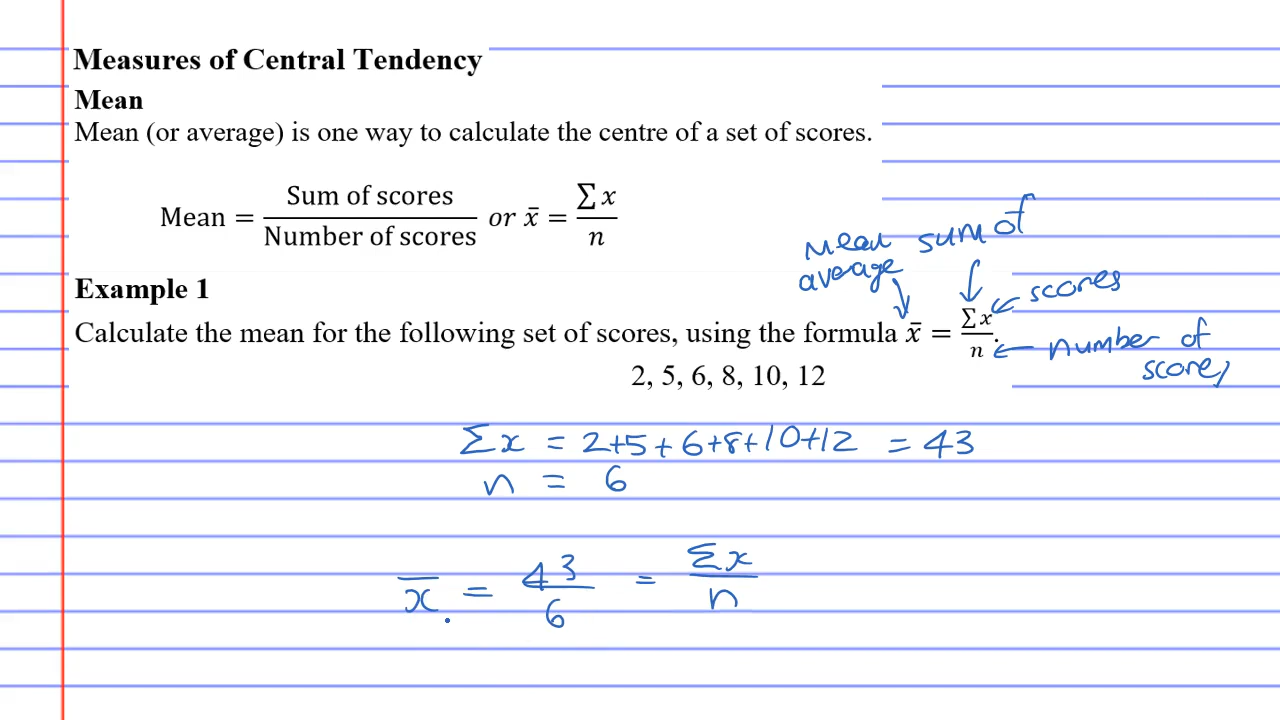 Measures of Central Tendency
Mean
Mean (or average) is one way to calculate the centre of a set of scores.
Mean = Sum of scores / Number of scores or x̄ = ∑ x / n
mean sum of
average
scores
Example 1
Calculate the mean for the following set of scores, using the formula x̄ = ∑ x / n.
number of
scores
2, 5, 6, 8, 10, 12
Σx = 2+5+6+8+10+12 = 43
n = 6
x̄ = 43/6 = Σx/n